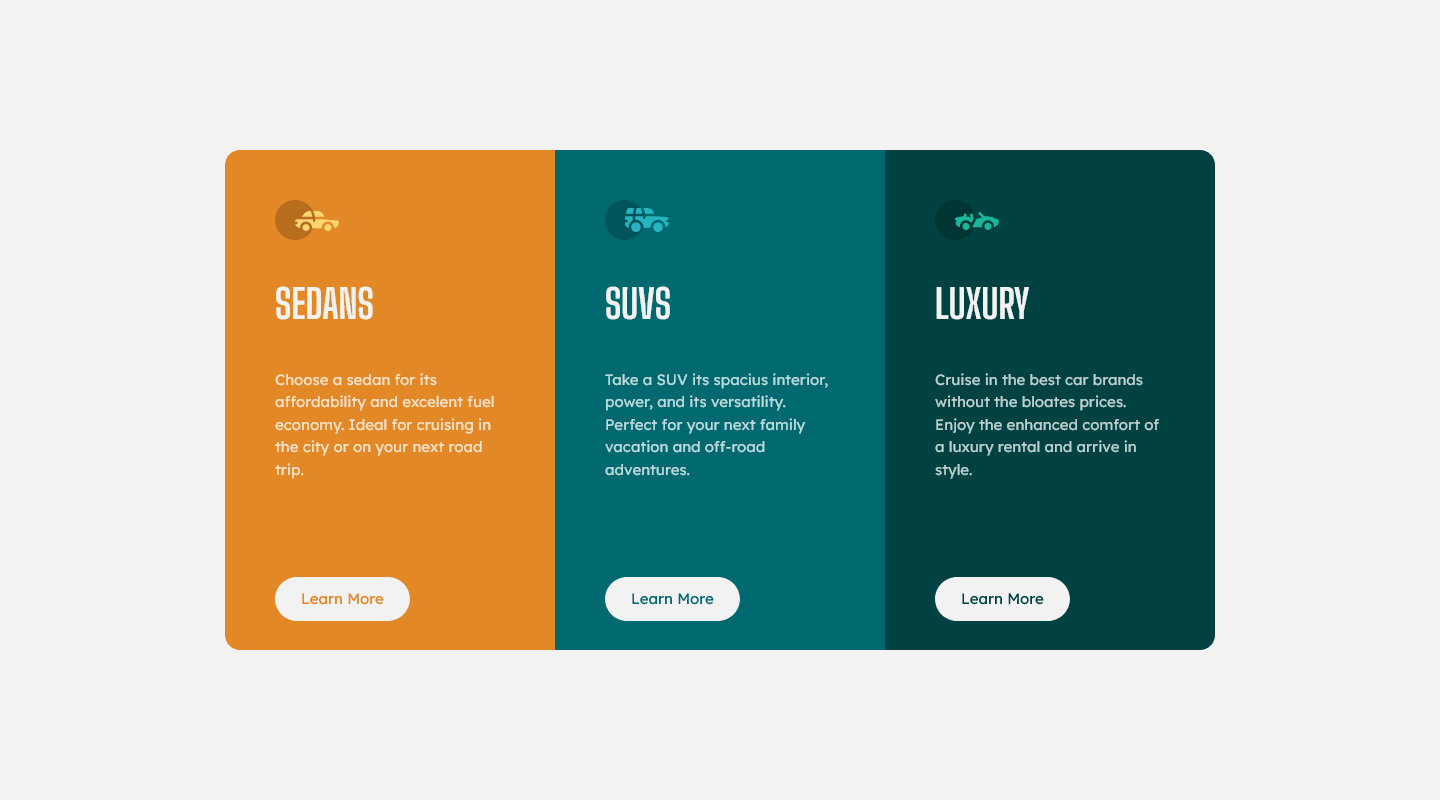 SEDANS
Choose a sedan for its
affordability and excelent fuel
economy. Ideal for cruising in
the city or on your next road
trip.
Learn More
SUVS
Take a SUV its spacius interior,
power, and its versatility.
Perfect for your next family
vacation and off-road
adventures.
Learn More
LUXURY
Cruise in the best car brands
without the bloates prices.
Enjoy the enhanced comfort of
a luxury rental and arrive in
style.
Learn More